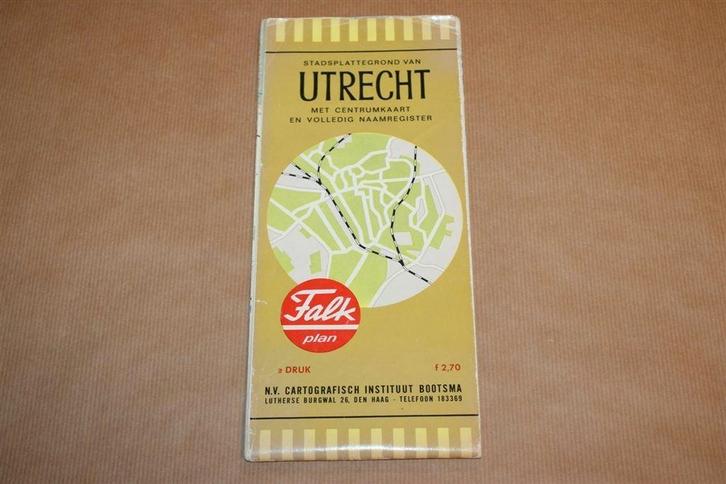 STADSPLATTEGROND VAN
UTRECHT
MET CENTRUMKAART
EN VOLLEDIG NAAMREGISTER
Falk
plan
e DRUK
f 2,70
N.V. CARTOGRAFISCH INSTITUUT BOOTSMA
LUTHERSE BURGWAL 26, DEN HAAG - TELEFOON 183369